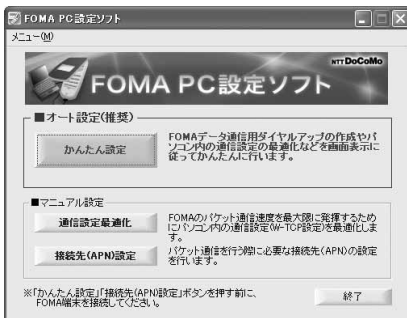 FOMA PC設定ソフト
メニュー(M)
NTT DoCoMo
FOMA PC設定ソフト
■オート設定(推奨)
かんたん設定
FOMAデータ通信用ダイヤルアップの作成やパ
ソコン内の通信設定の最適化などを画面表示に
従ってかんたんに行います。
■マニュアル設定
通信設定最適化
FOMAのパケット通信速度を最大限に発揮するため
にパソコン内の通信設定(W-TCP設定)を最適化しま
す。
接続先(APN)設定
パケット通信を行う際に必要な接続先(APN)の設定
を行います。
※「かんたん設定」「接続先(APN)設定」ボタンを押す前に、
FOMA端末を接続してください。
終了